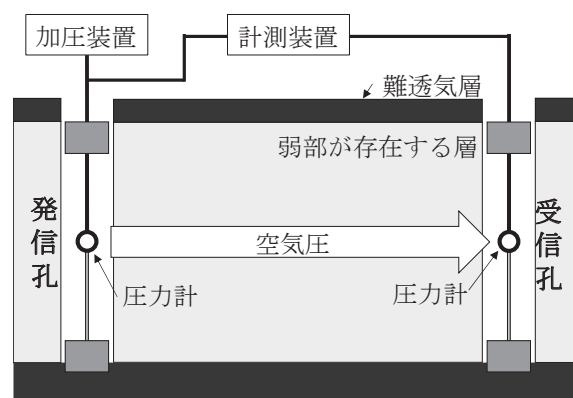 加圧装置
計測装置
難透気層
弱部が存在する層
発信孔
空気圧
受信孔
圧力計
圧力計